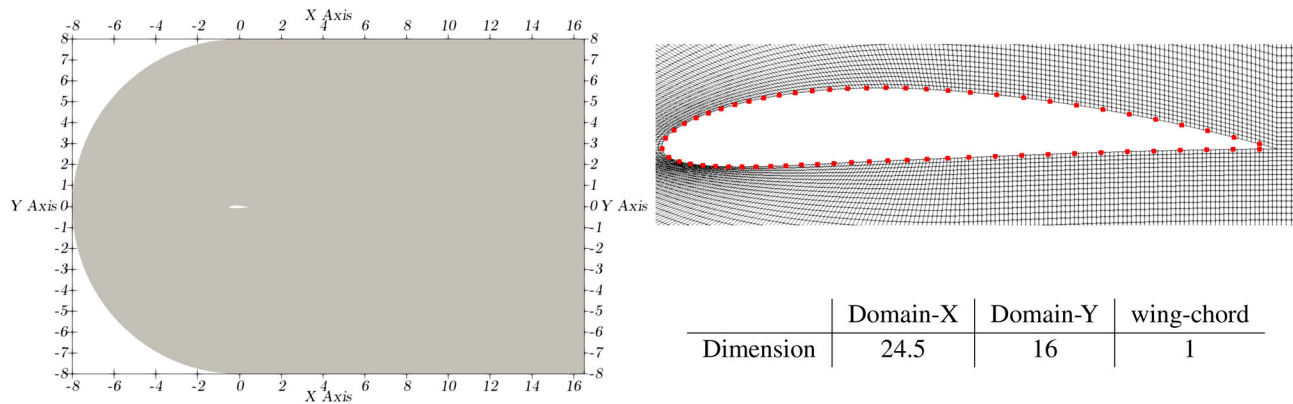 X Axis
-8 -6 -4 -2 0 2 4 6 8 10 12 14 16
8 8
7 7
6 6
5 5
4 4
3 3
2 2
1 1
Y Axis 0 0 Y Axis
-1 -1
-2 -2
-3 -3
-4 -4
-5 -5
-6 -6
-7 -7
-8 -8
-8 -6 -4 -2 0 2 4 6 8 10 12 14 16
X Axis
Domain-X Domain-Y wing-chord
Dimension 24.5 16 1